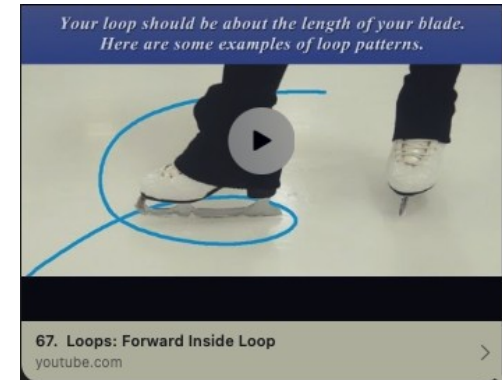 Your loop should be about the length of your blade.
Here are some examples of loop patterns.
67. Loops: Forward Inside Loop
youtube.com